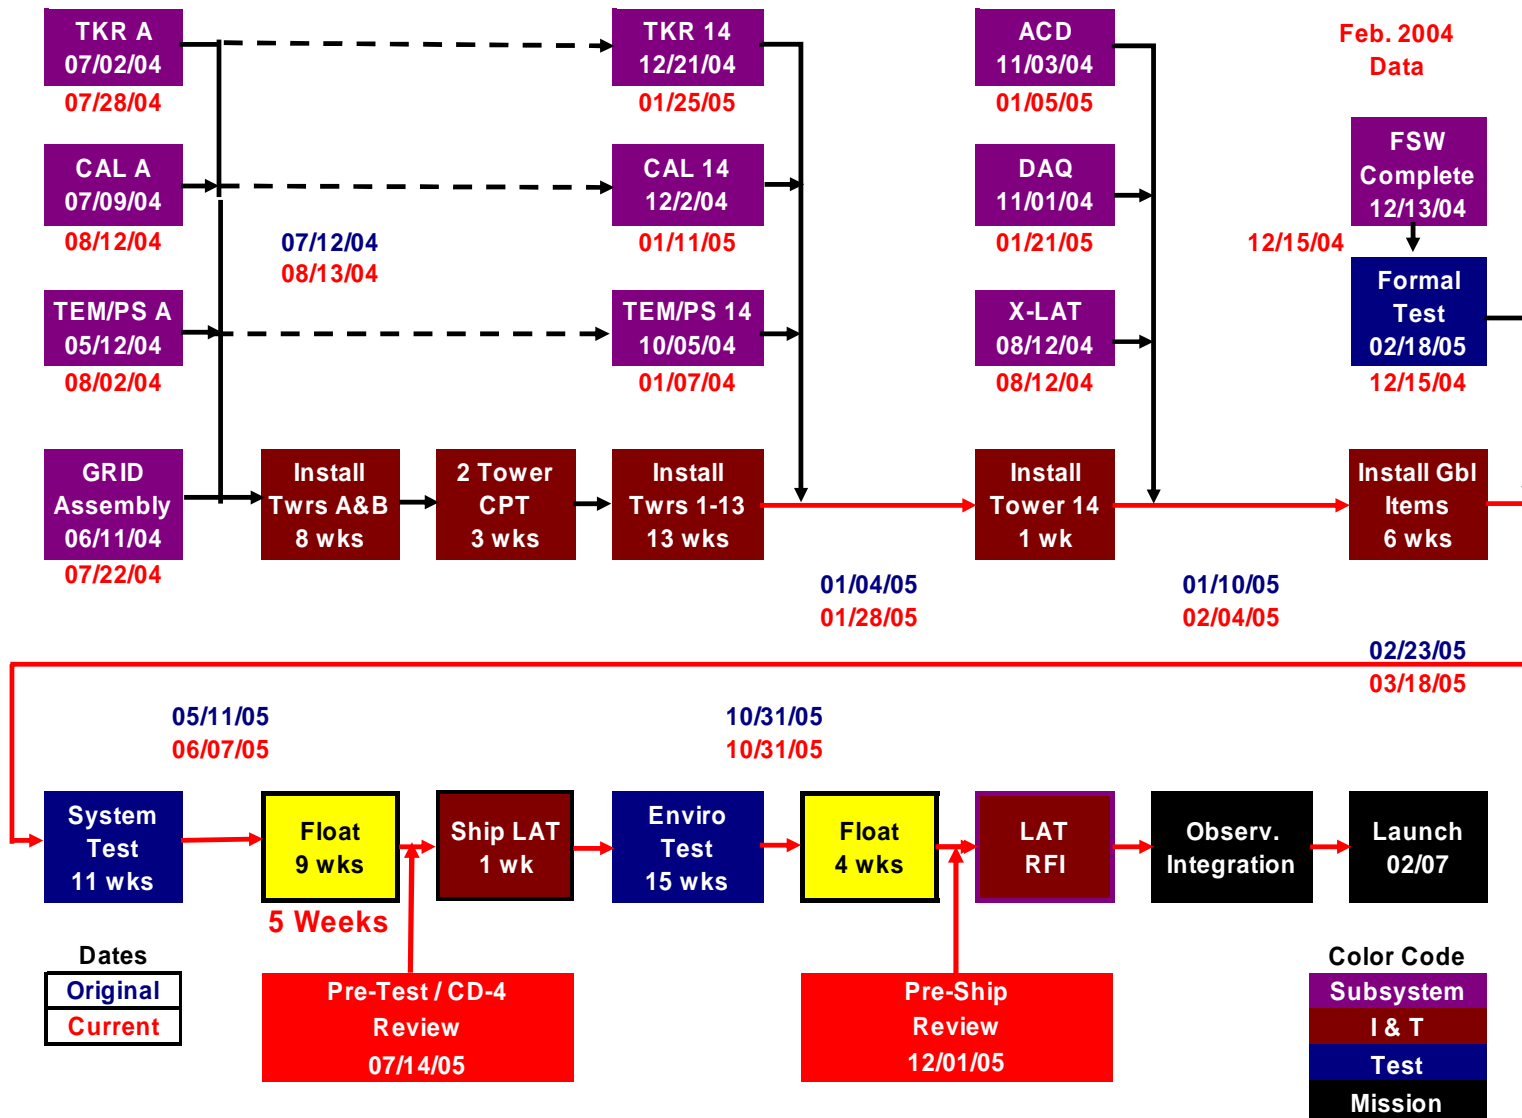 TKR A
07/02/04
07/28/04
TKR 14
12/21/04
01/25/05
ACD
11/03/04
01/05/05
Feb. 2004
Data
CAL A
07/09/04
08/12/04
CAL 14
12/2/04
01/11/05
DAQ
11/01/04
01/21/05
FSW
Complete
12/13/04
12/15/04
07/12/04
08/13/04
TEM/PS A
05/12/04
08/02/04
TEM/PS 14
10/05/04
01/07/04
X-LAT
08/12/04
08/12/04
Formal
Test
02/18/05
12/15/04
GRID
Assembly
06/11/04
07/22/04
Install
Twrs A&B
8 wks
2 Tower
CPT
3 wks
Install
Twrs 1-13
13 wks
Install
Tower 14
1 wk
Install Gbl
Items
6 wks
01/04/05
01/28/05
01/10/05
02/04/05
02/23/05
03/18/05
05/11/05
06/07/05
10/31/05
10/31/05
System
Test
11 wks
Float
9 wks
5 Weeks
Ship LAT
1 wk
Enviro
Test
15 wks
Float
4 wks
LAT
RFI
Observ.
Integration
Launch
02/07
Dates
Original
Current
Pre-Test / CD-4
Review
07/14/05
Pre-Ship
Review
12/01/05
Color Code
Subsystem
I & T
Test
Mission